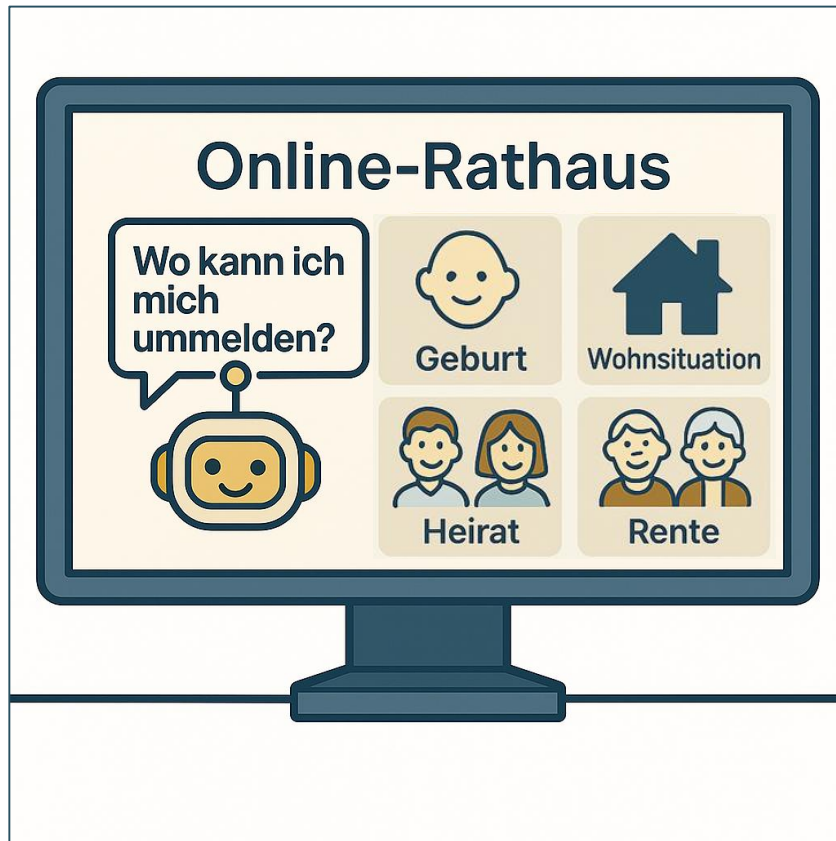 Online-Rathaus
Wo kann ich
mich
ummelden?
Geburt
Wohnsituation
Heirat
Rente